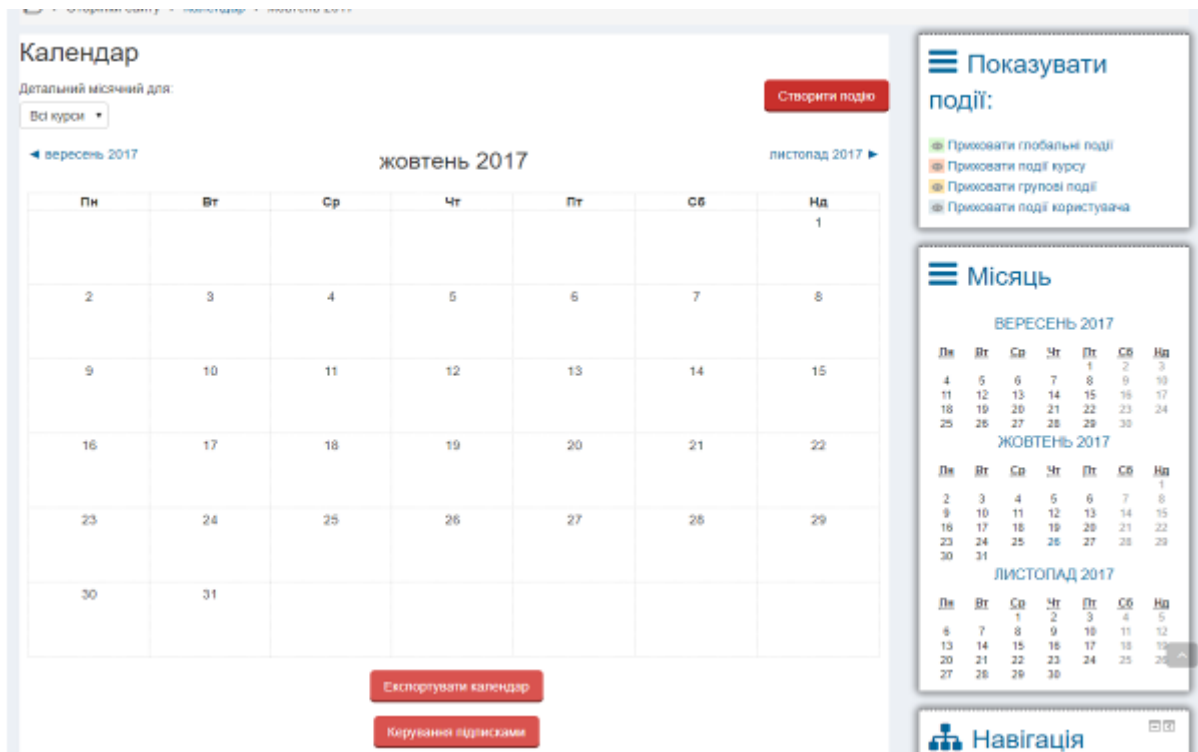 Календар
Детальний місячний для:
Всі курси
Створити подію
◄ вересень 2017
жовтень 2017
листопад 2017 ►
Пн Вт Ср Чт Пт Сб Нд
1
2 3 4 5 6 7 8
9 10 11 12 13 14 15
16 17 18 19 20 21 22
23 24 25 26 27 28 29
30 31
Експортувати календар
Керування підписками
Показувати
події:
Приховати глобальні події
Приховати події курсу
Приховати групові події
Приховати події користувача
Місяць
ВЕРЕСЕНЬ 2017
Пн Вт Ср Чт Пт Сб Нд
1 2 3
4 5 6 7 8 9 10
11 12 13 14 15 16 17
18 19 20 21 22 23 24
25 26 27 28 29 30
ЖОВТЕНЬ 2017
Пн Вт Ср Чт Пт Сб Нд
1
2 3 4 5 6 7 8
9 10 11 12 13 14 15
16 17 18 19 20 21 22
23 24 25 26 27 28 29
30 31
ЛИСТОПАД 2017
Пн Вт Ср Чт Пт Сб Нд
1 2 3 4 5
6 7 8 9 10 11 12
13 14 15 16 17 18 19
20 21 22 23 24 25 26
27 28 29 30
Навігація